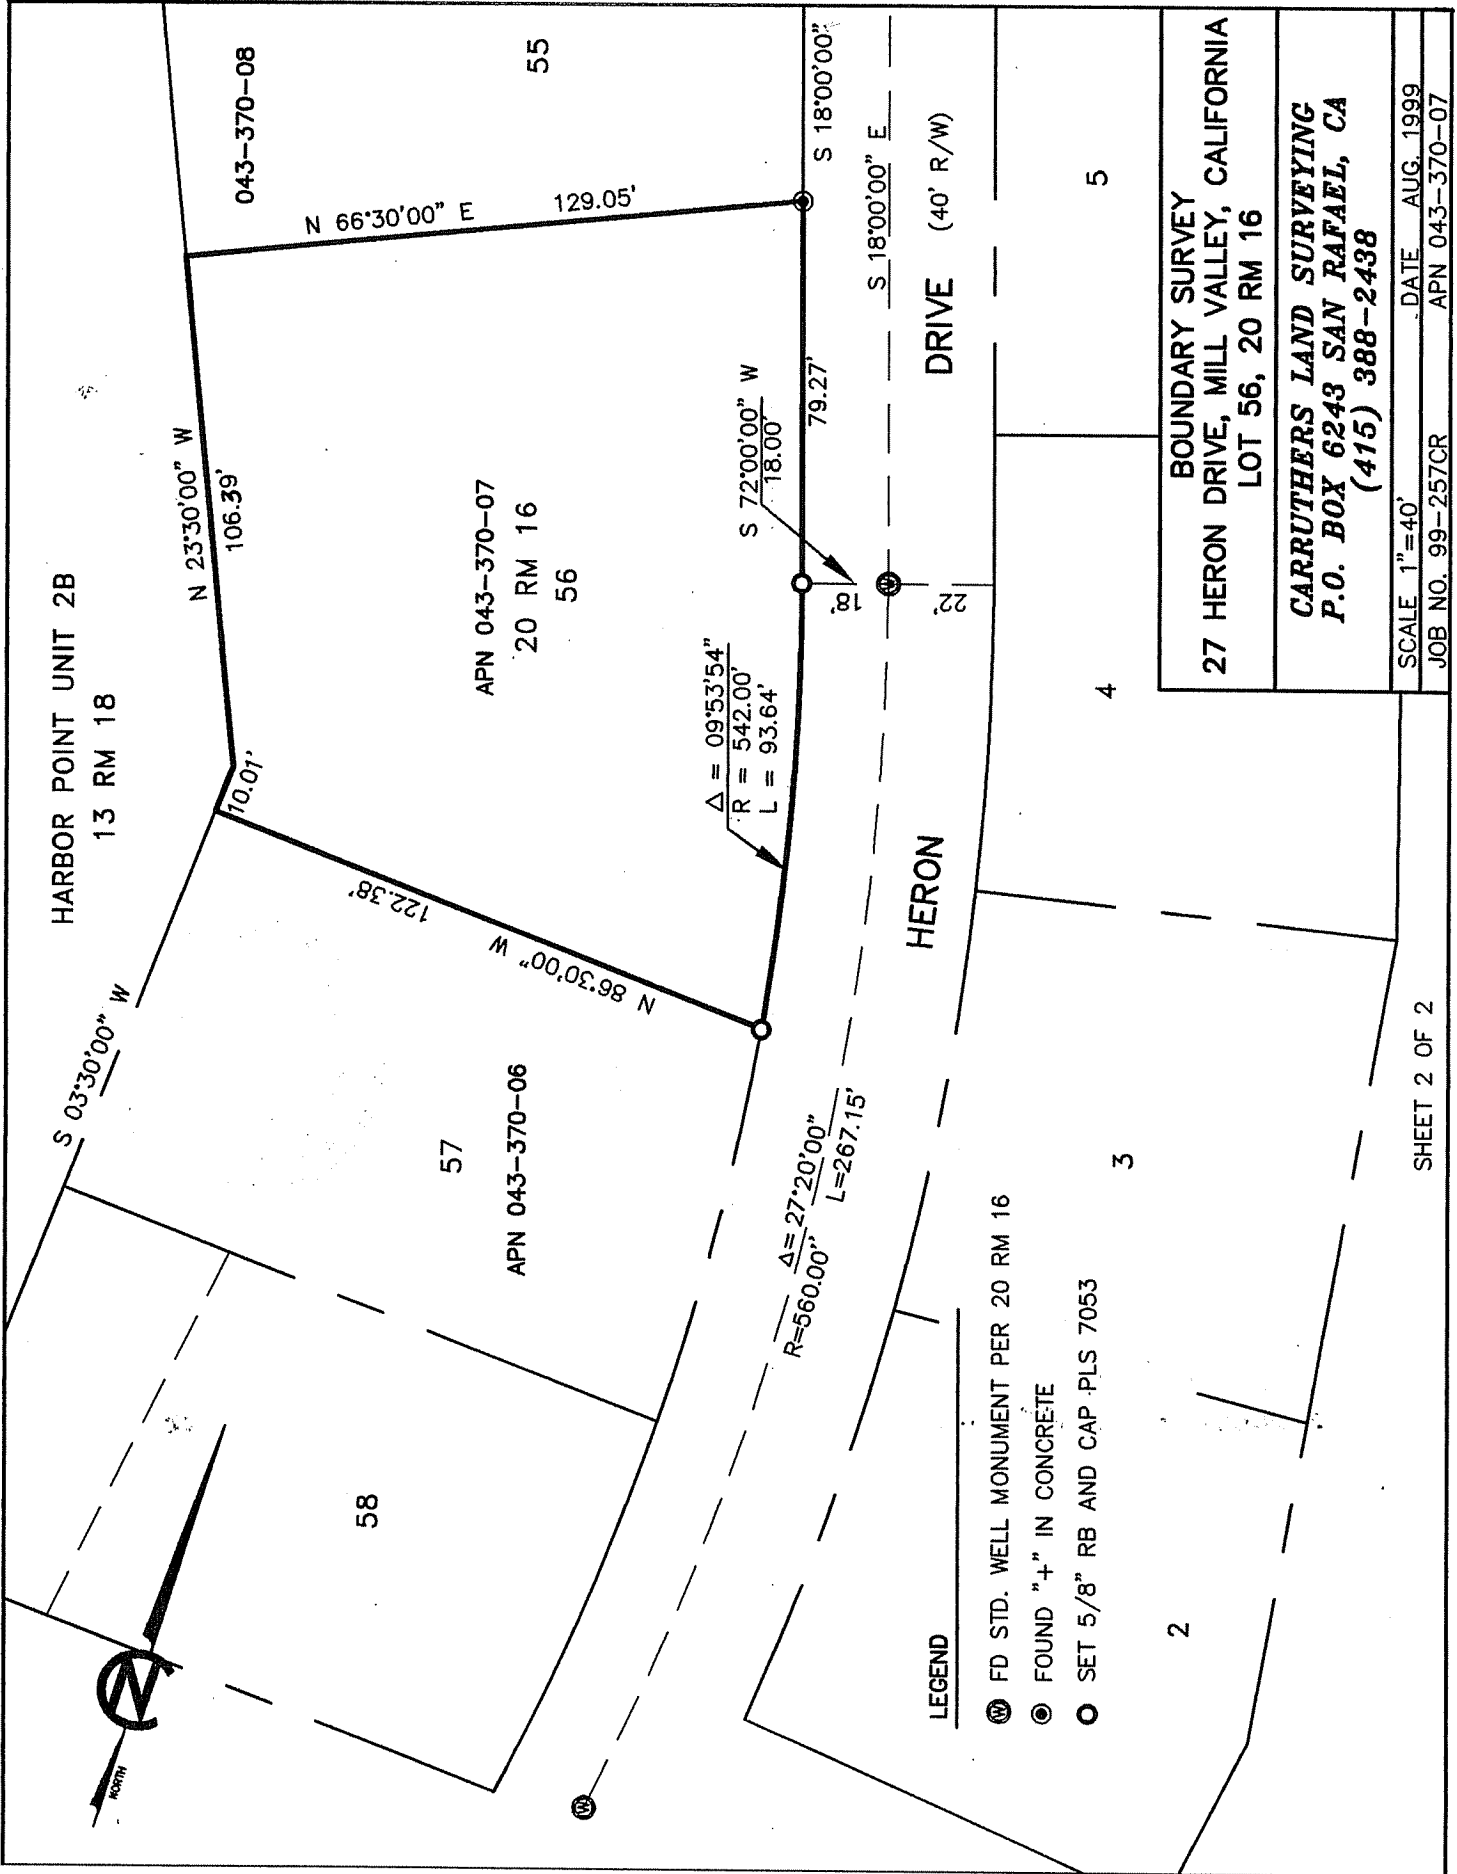 HARBOR POINT UNIT 2B
13 RM 18
S 03°30'00" W
N 23°30'00" W
106.39'
10.01'
043-370-08
55
N 66°30'00" E
129.05'
122.38'
N 86°30'00" W
APN 043-370-07
20 RM 16
56
57
APN 043-370-06
58
NORTH
N
Δ = 09°53'54"
R = 542.00'
L = 93.64'
S 72°00'00" W
18.00'
79.27'
S 18°00'00"
18'
22'
S 18°00'00" E
HERON DRIVE (40' R/W)
Δ= 27°20'00"
R=560.00'
L=267.15'
5
4
3
2
LEGEND
W FD STD. WELL MONUMENT PER 20 RM 16
FOUND "+" IN CONCRETE
SET 5/8" RB AND CAP PLS 7053
SHEET 2 OF 2
BOUNDARY SURVEY
27 HERON DRIVE, MILL VALLEY, CALIFORNIA
LOT 56, 20 RM 16
CARRUTHERS LAND SURVEYING
P.O. BOX 6243 SAN RAFAEL, CA
(415) 388-2438
SCALE 1"=40' DATE AUG. 1999
JOB NO. 99-257CR APN 043-370-07